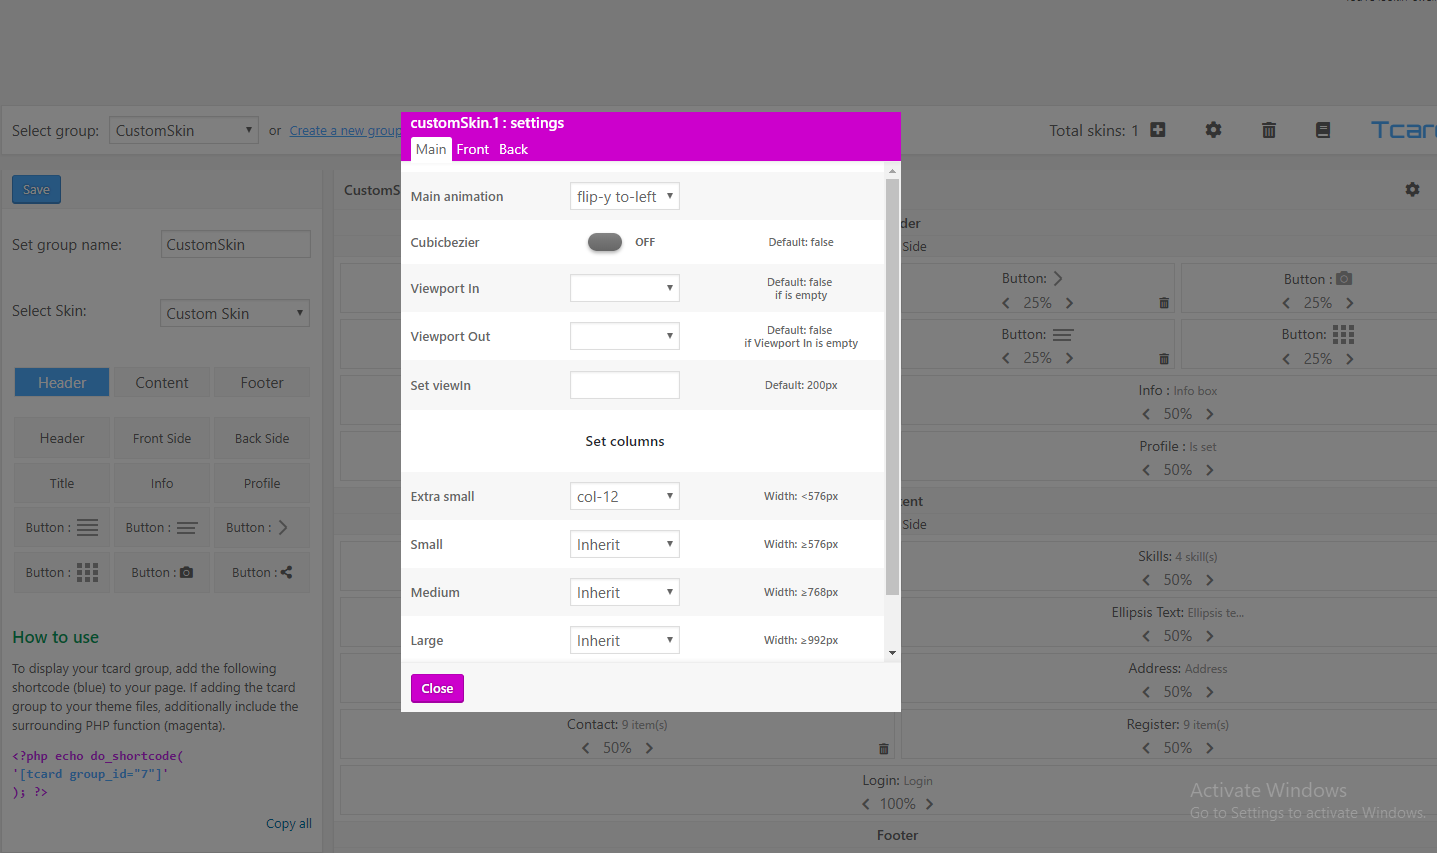 Select group:
CustomSkin
or
Create a new group
Total skins: 1
Tcard
Save
Set group name:
CustomSkin
Select Skin:
Custom Skin
Header
Content
Footer
Header
Front Side
Back Side
Title
Info
Profile
Button :
Button :
Button :
Button :
Button :
Button :
How to use
To display your tcard group, add the following
shortcode (blue) to your page. If adding the tcard
group to your theme files, additionally include the
surrounding PHP function (magenta).
<?php echo do_shortcode(
'[tcard group_id="7"]'
); ?>
Copy all
customSkin.1 : settings
Main
Front
Back
Main animation
flip-y to-left
Cubicbezier
OFF
Default: false
Viewport In
Default: false
if is empty
Viewport Out
Default: false
if Viewport In is empty
Set viewIn
Default: 200px
Set columns
Extra small
col-12
Width: <576px
Small
Inherit
Width: ≥576px
Medium
Inherit
Width: ≥768px
Large
Inherit
Width: ≥992px
Close
CustomS
der
Side
Button:
25%
Button :
25%
Button:
25%
Button:
25%
Info : Info box
50%
Profile : Is set
50%
tent
Side
Skills: 4 skill(s)
50%
Ellipsis Text: Ellipsis te...
50%
Address: Address
50%
Contact: 9 item(s)
50%
Register: 9 item(s)
50%
Login: Login
100%
Footer
Activate Windows
Go to Settings to activate Windows.